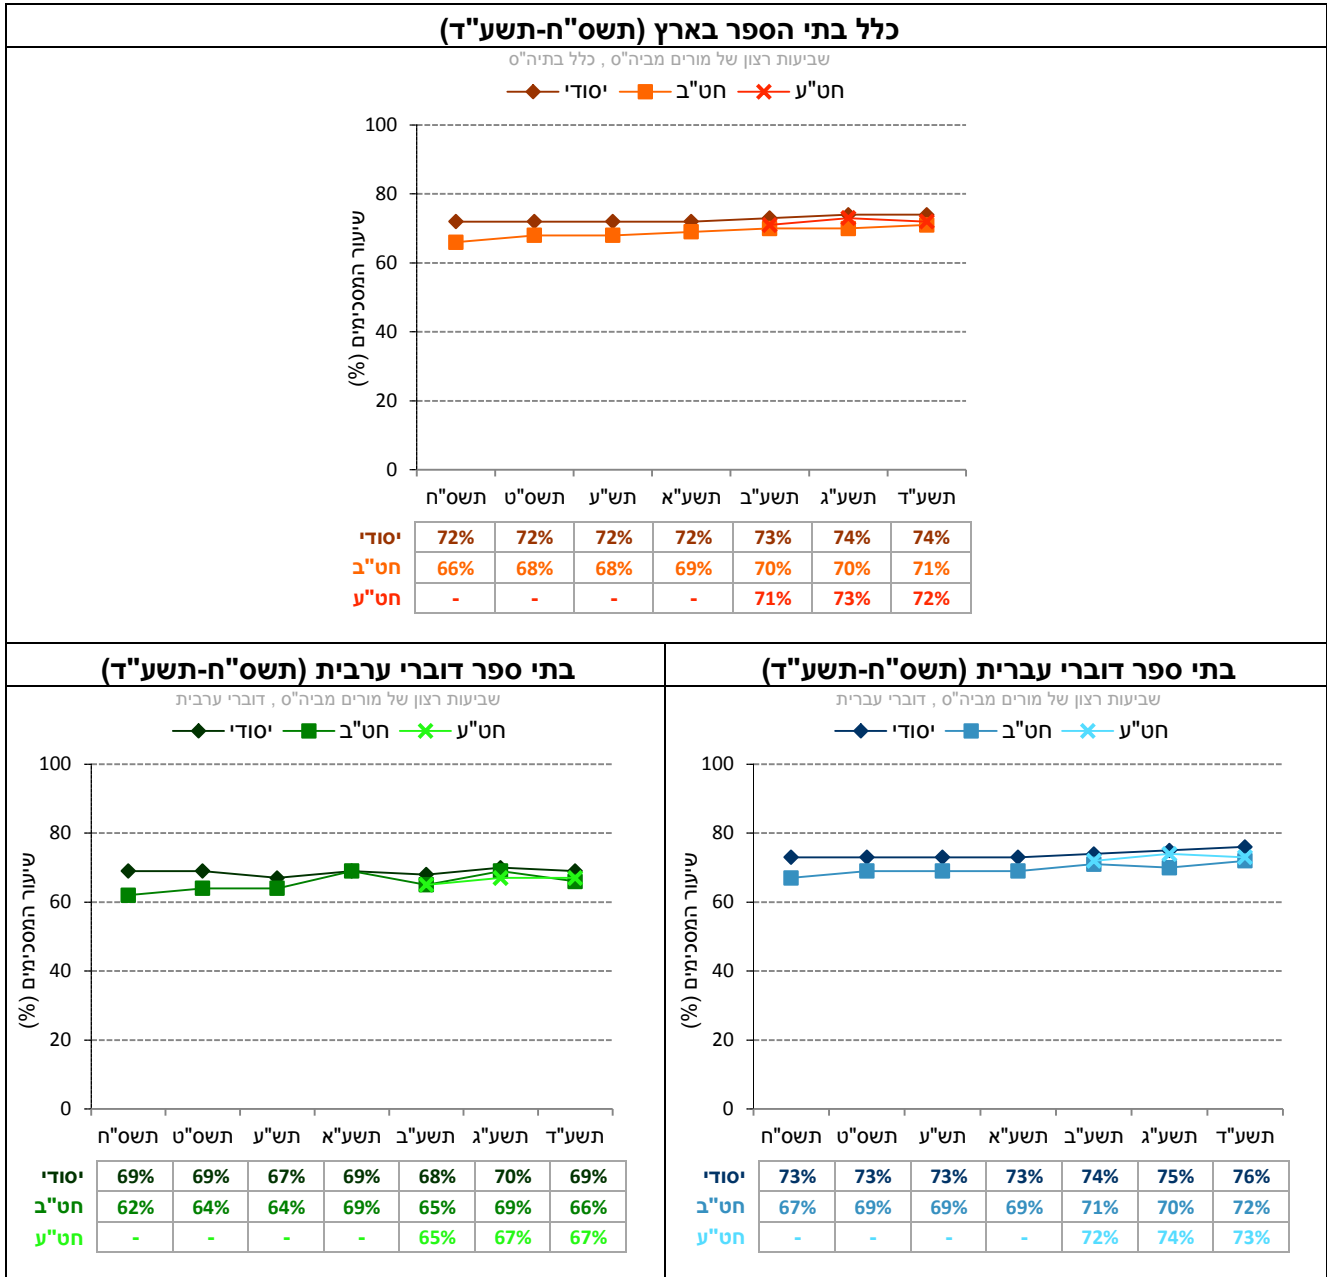 כלל בתי הספר בארץ (תשס"ח-תשע"ד)
שביעות רצון של מורים מביה"ס , כלל בתיה"ס
יסודי חט"ב חט"ע
שיעור המסכימים (%)
100
80
60
40
20
0
תשס"ח תשס"ט תש"ע תשע"א תשע"ב תשע"ג תשע"ד
יסודי 72% 72% 72% 72% 73% 74% 74%
חט"ב 66% 68% 68% 69% 70% 70% 71%
חט"ע - - - - 71% 73% 72%
בתי ספר דוברי עברית (תשס"ח-תשע"ד)
שביעות רצון של מורים מביה"ס , דוברי עברית
יסודי חט"ב חט"ע
שיעור המסכימים (%)
100
80
60
40
20
0
תשס"ח תשס"ט תש"ע תשע"א תשע"ב תשע"ג תשע"ד
יסודי 73% 73% 73% 73% 74% 75% 76%
חט"ב 67% 69% 69% 69% 71% 70% 72%
חט"ע - - - - 72% 74% 73%
בתי ספר דוברי ערבית (תשס"ח-תשע"ד)
שביעות רצון של מורים מביה"ס , דוברי ערבית
יסודי חט"ב חט"ע
שיעור המסכימים (%)
100
80
60
40
20
0
תשס"ח תשס"ט תש"ע תשע"א תשע"ב תשע"ג תשע"ד
יסודי 69% 69% 67% 69% 68% 70% 69%
חט"ב 62% 64% 64% 69% 65% 69% 66%
חט"ע - - - - 65% 67% 67%